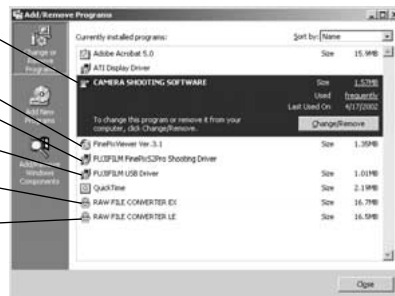 Add/Remove Programs
Currently installed programs:
Sort by: Name
Change or
Remove
Programs
Adobe Acrobat 5.0 Size 15.9MB
ATI Display Driver
CAMERA SHOOTING SOFTWARE Size 1.57MB
Used frequently
Last Used On 4/17/2002
To change this program or remove it from your
computer, click Change/Remove.
Change/Remove
Add New
Programs
FinePixViewer Ver.3.1 Size 1.35MB
FUJIFILM FinePixS2Pro Shooting Driver
Add/Remove
Windows
Components
FUJIFILM USB Driver Size 1.01MB
QuickTime Size 2.19MB
RAW FILE CONVERTER EX Size 16.7MB
RAW FILE CONVERTER LE Size 16.5MB
Close